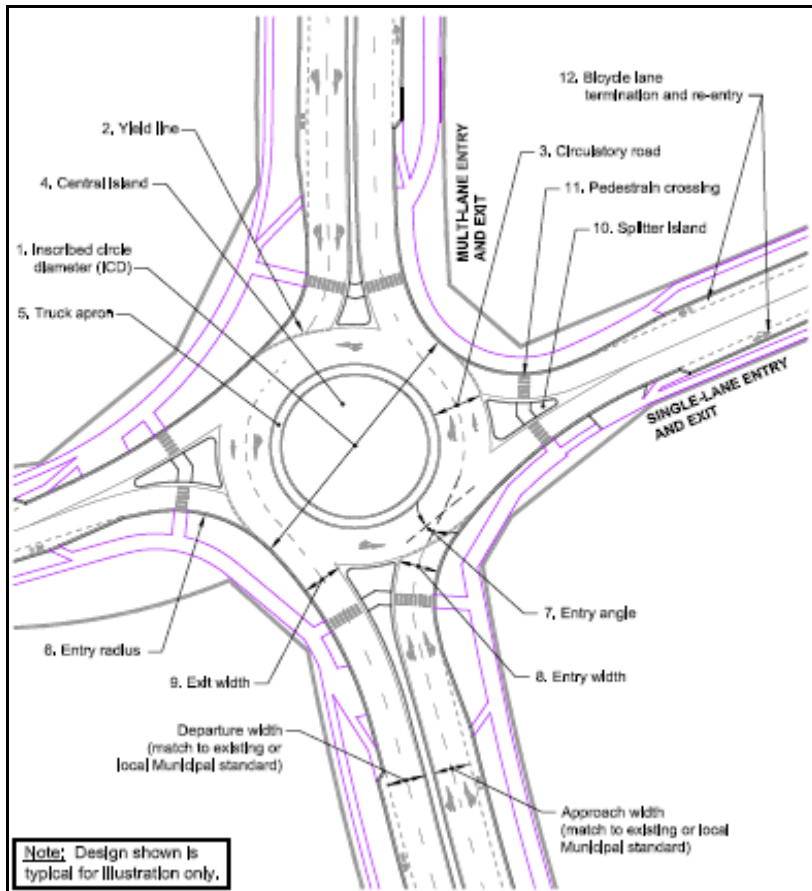 12. Bicycle lane
termination and re-entry
2. Yield line
3. Circulatory road
4. Central island
11. Pedestrain crossing
MULTI-LANE ENTRY
AND EXIT
10. Splitter island
1. Inscribed circle
diameter (ICD)
5. Truck apron
SINGLE-LANE ENTRY
AND EXIT
7. Entry angle
6. Entry radius
8. Entry width
9. Exit width
Departure width
(match to existing or
local Municipal standard)
Approach width
(match to existing or local
Municipal standard)
Note: Design shown is
typical for illustration only.